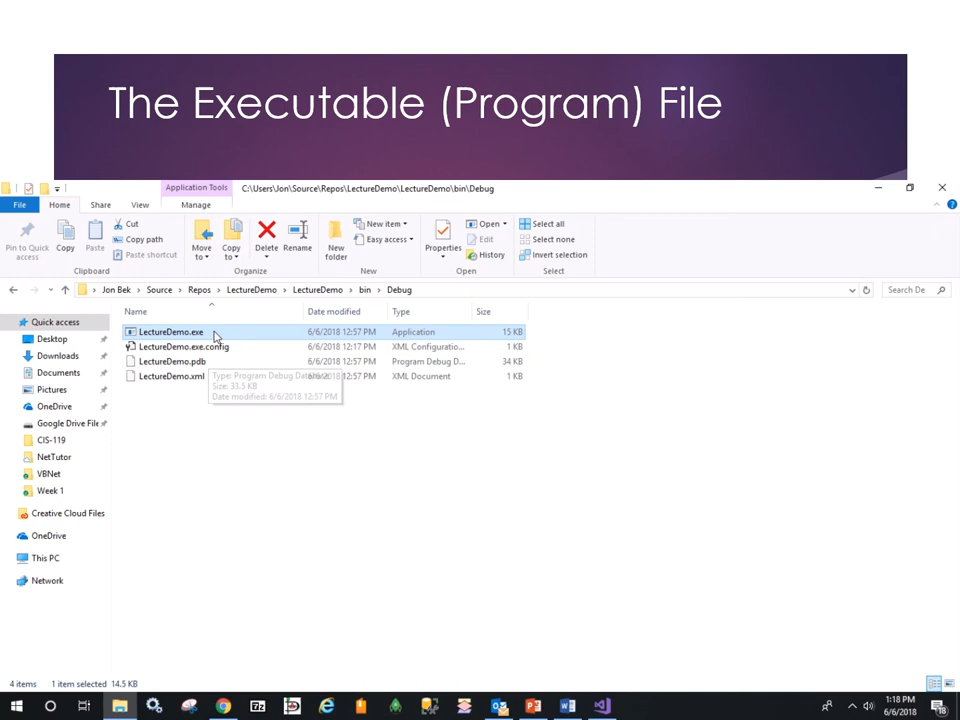 The Executable (Program) File
Application Tools
C:\Users\Jon\Source\Repos\LectureDemo\LectureDemo\bin\Debug
File
Home
Share
View
Manage
Pin to Quick access
Copy
Paste
Cut
Copy path
Paste shortcut
Clipboard
Move to
Copy to
Delete
Rename
Organize
New folder
New item
Easy access
New
Properties
Open
Edit
History
Open
Select all
Select none
Invert selection
Select
Jon Bek > Source > Repos > LectureDemo > LectureDemo > bin > Debug
Search De
Name Date modified Type Size
LectureDemo.exe 6/6/2018 12:57 PM Application 15 KB
LectureDemo.exe.config 6/6/2018 12:17 PM XML Configuratio... 1 KB
LectureDemo.pdb 6/6/2018 12:57 PM Program Debug D... 34 KB
LectureDemo.xml 6/6/2018 12:57 PM XML Document 1 KB
Size: 33.5 KB
Date modified: 6/6/2018 12:57 PM
Quick access
Desktop
Downloads
Documents
Pictures
OneDrive
Google Drive File
CIS-119
NetTutor
VBNet
Week 1
Creative Cloud Files
OneDrive
This PC
Network
4 items 1 item selected 14.5 KB
1:18 PM
6/6/2018
18